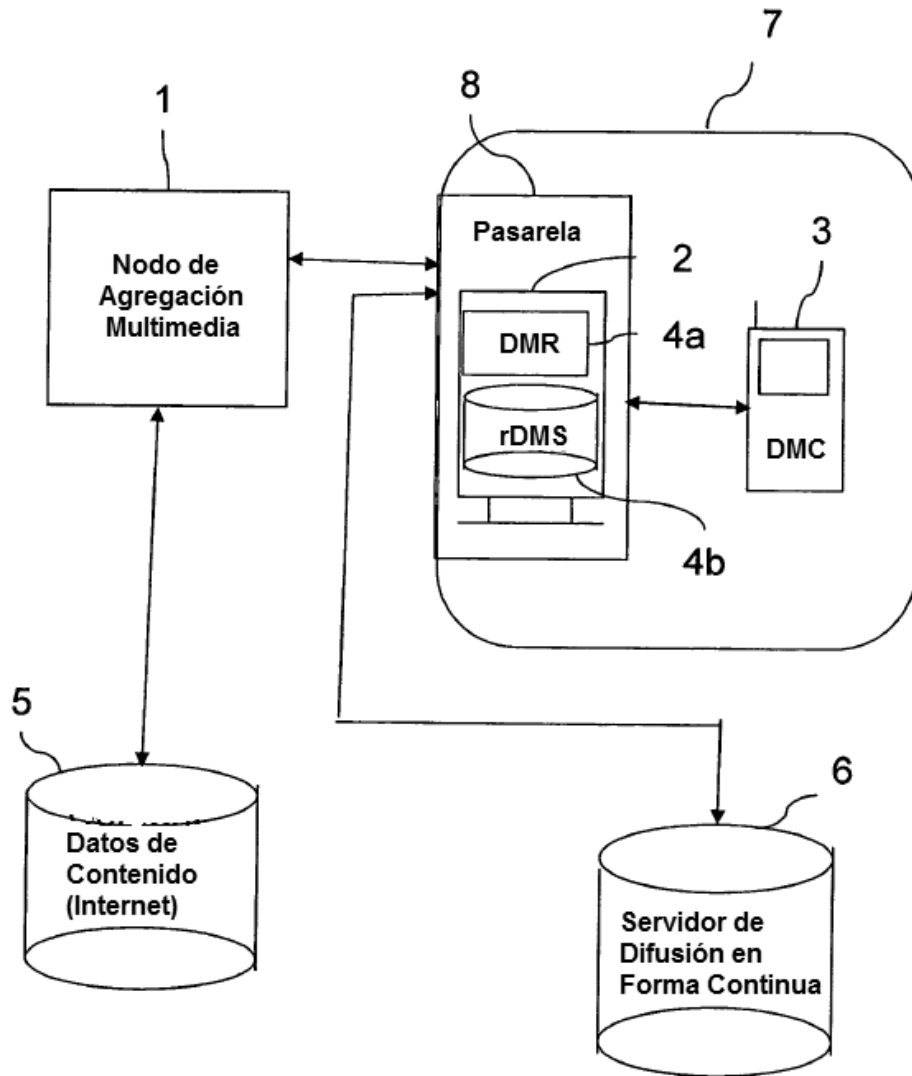 7
8
1
Pasarela
3
2
Nodo de
Agregación
Multimedia
DMR
4a
rDMS
DMC
4b
5
6
Datos de
Contenido
(Internet)
Servidor de
Difusión en
Forma Continua